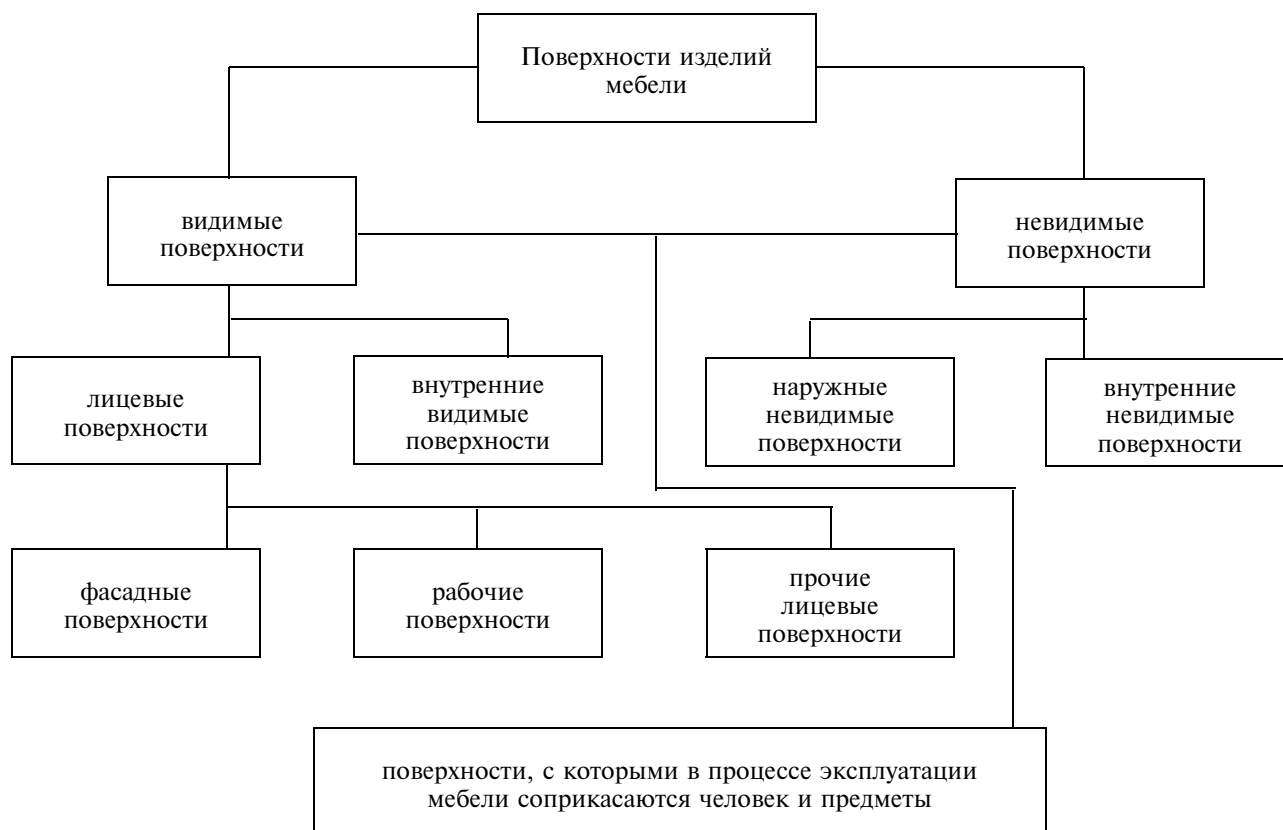 Поверхности изделий
мебели
видимые
поверхности
невидимые
поверхности
лицевые
поверхности
внутренние
видимые
поверхности
наружные
невидимые
поверхности
внутренние
невидимые
поверхности
фасадные
поверхности
рабочие
поверхности
прочие
лицевые
поверхности
поверхности, с которыми в процессе эксплуатации
мебели соприкасаются человек и предметы